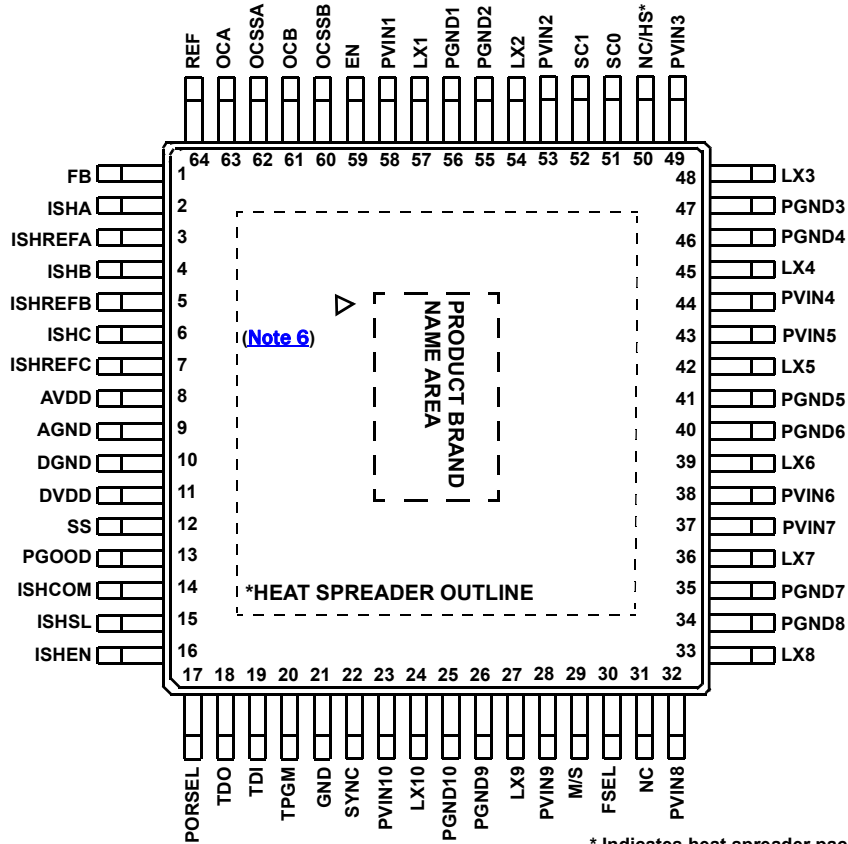 REF
OCA
OCSSA
OCB
OCSSB
EN
PVIN1
LX1
PGND1
PGND2
LX2
PVIN2
SC1
SC0
NC/HS*
PVIN3
64 63 62 61 60 59 58 57 56 55 54 53 52 51 50 49
FB 1
ISHA 2
ISHREFA 3
ISHB 4
ISHREFB 5
ISHC 6
ISHREFC 7
AVDD 8
AGND 9
DGND 10
DVDD 11
SS 12
PGOOD 13
ISHCOM 14
ISHSL 15
ISHEN 16
(Note 6)
PRODUCT BRAND
NAME AREA
*HEAT SPREADER OUTLINE
48 LX3
47 PGND3
46 PGND4
45 LX4
44 PVIN4
43 PVIN5
42 LX5
41 PGND5
40 PGND6
39 LX6
38 PVIN6
37 PVIN7
36 LX7
35 PGND7
34 PGND8
33 LX8
17 18 19 20 21 22 23 24 25 26 27 28 29 30 31 32
PORSEL
TDO
TDI
TPGM
GND
SYNC
PVIN10
LX10
PGND10
PGND9
LX9
PVIN9
M/S
FSEL
NC
PVIN8
* Indicates heat spreader